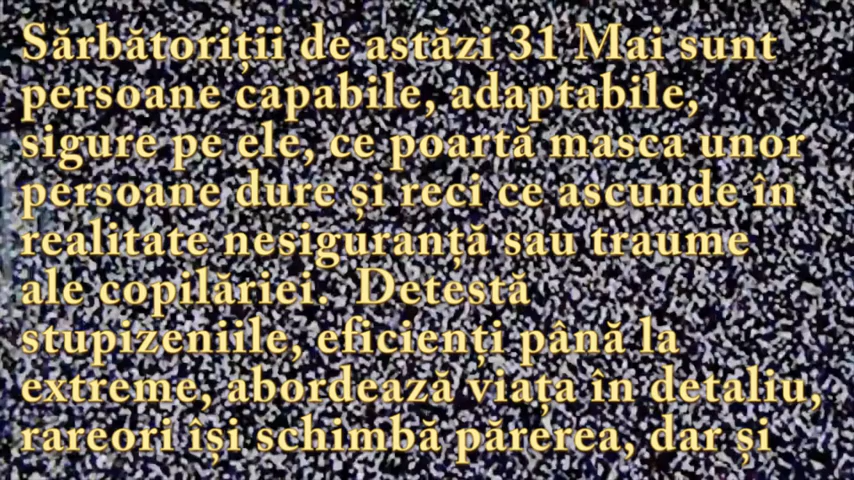 Sărbătoriții de astăzi 31 Mai sunt
persoane capabile, adaptabile,
sigure pe ele, ce poartă masca unor
persoane dure și reci ce ascunde în
realitate nesiguranță sau traume
ale copilăriei.  Detestă
stupizeniile, eficienți până la
extreme, abordează viața în detaliu,
rareori își schimbă părerea, dar și